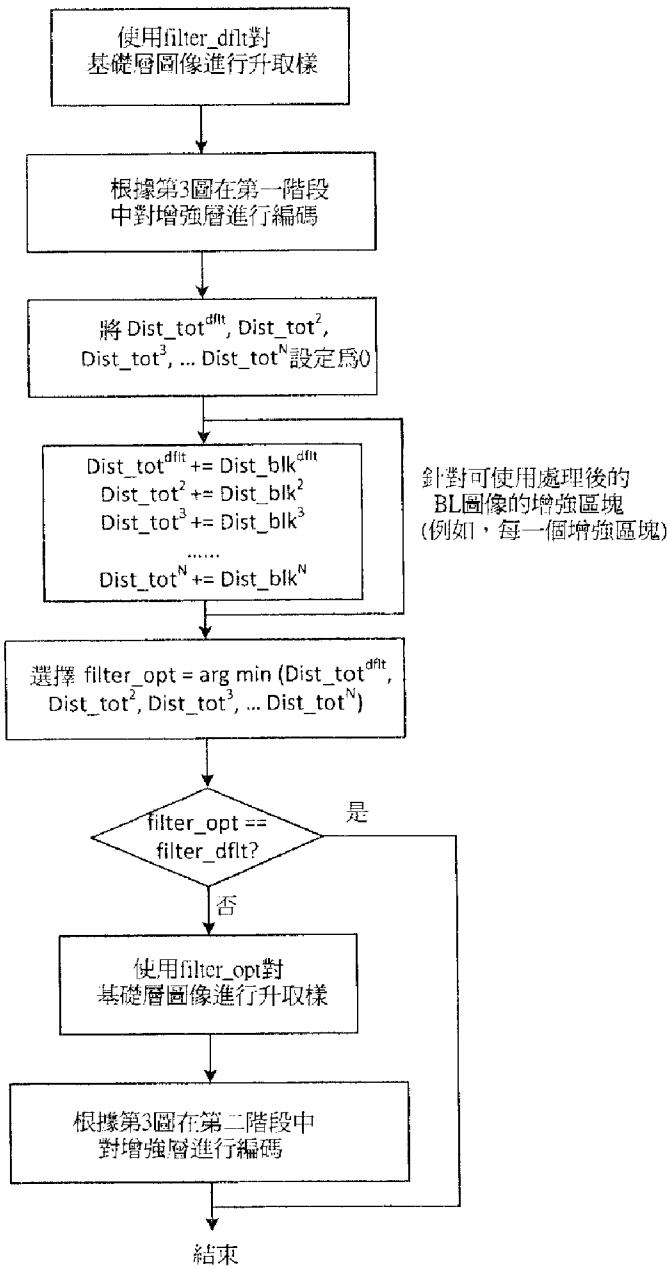 使用filter_dflt對
基礎層圖像進行升取樣
根據第3圖在第一階段
中對增強層進行編碼
將 Dist_tot^dflt, Dist_tot^2,
Dist_tot^3, ... Dist_tot^N設定為0
Dist_tot^dflt += Dist_blk^dflt
Dist_tot^2 += Dist_blk^2
Dist_tot^3 += Dist_blk^3
......
Dist_tot^N += Dist_blk^N
針對可使用處理後的
BL圖像的增強區塊
(例如，每一個增強區塊)
選擇 filter_opt = arg min (Dist_tot^dflt,
Dist_tot^2, Dist_tot^3, ... Dist_tot^N)
filter_opt ==
filter_dflt?
是
否
使用filter_opt對
基礎層圖像進行升取樣
根據第3圖在第二階段中
對增強層進行編碼
結束